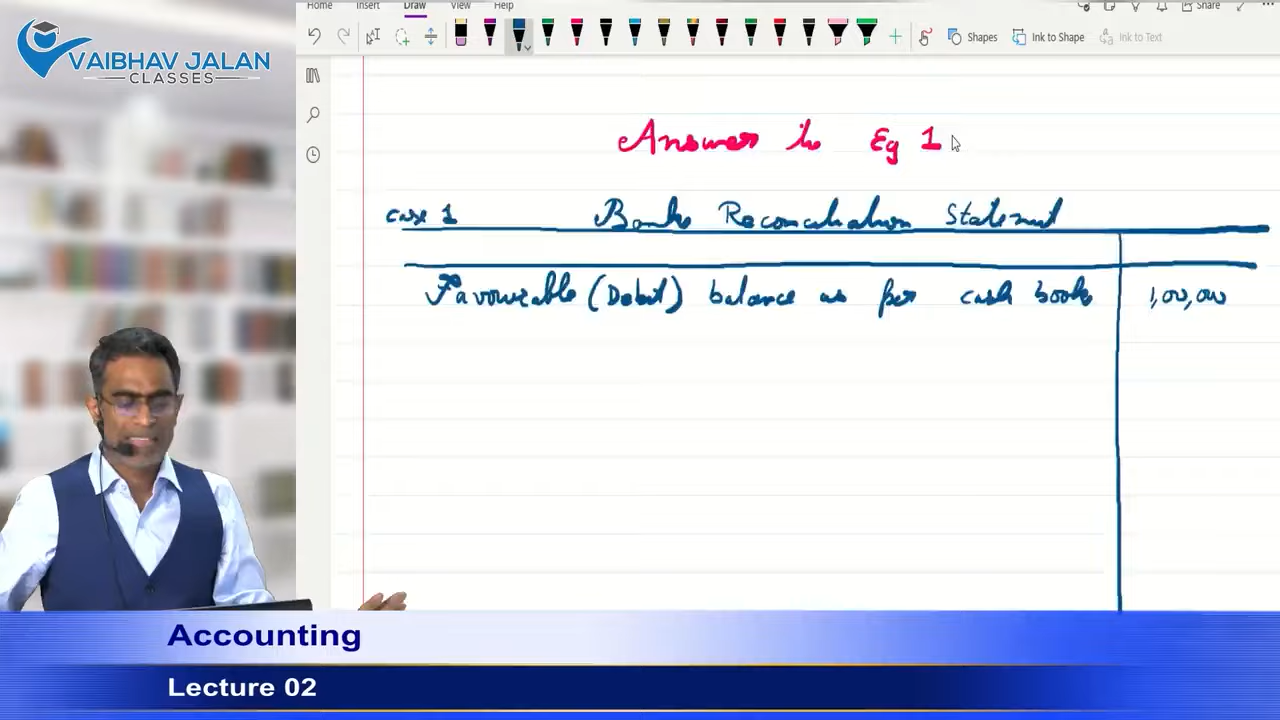 VAIBHAV JALAN
CLASSES
Home Insert Draw View Help Share
Shapes Ink to Shape Ink to Text
Answer to Eg 1
case 1 Bank Reconciliation Statement
Favourable (Debit) balance as per cash book 1,00,000
Accounting
Lecture 02